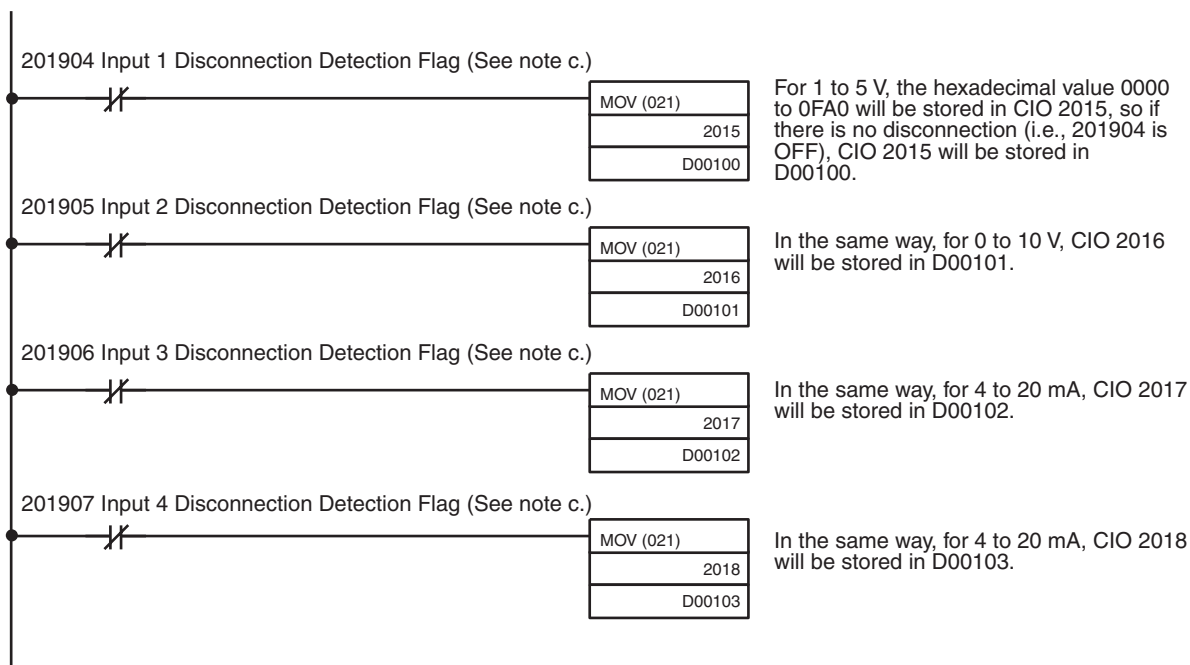 201904 Input 1 Disconnection Detection Flag (See note c.)
MOV (021)
2015
D00100
For 1 to 5 V, the hexadecimal value 0000
to 0FA0 will be stored in CIO 2015, so if
there is no disconnection (i.e., 201904 is
OFF), CIO 2015 will be stored in
D00100.
201905 Input 2 Disconnection Detection Flag (See note c.)
MOV (021)
2016
D00101
In the same way, for 0 to 10 V, CIO 2016
will be stored in D00101.
201906 Input 3 Disconnection Detection Flag (See note c.)
MOV (021)
2017
D00102
In the same way, for 4 to 20 mA, CIO 2017
will be stored in D00102.
201907 Input 4 Disconnection Detection Flag (See note c.)
MOV (021)
2018
D00103
In the same way, for 4 to 20 mA, CIO 2018
will be stored in D00103.